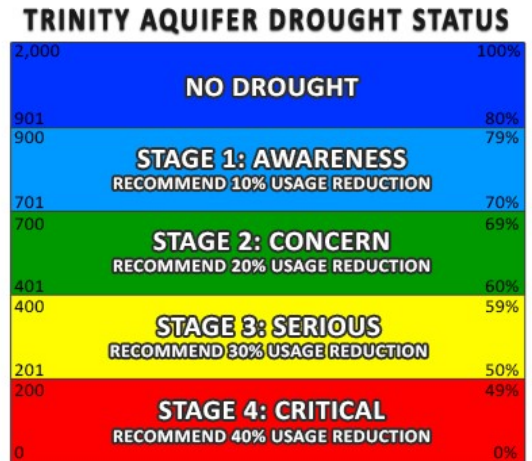 TRINITY AQUIFER DROUGHT STATUS
2,000 100%
NO DROUGHT
901 80%
900 79%
STAGE 1: AWARENESS
RECOMMEND 10% USAGE REDUCTION
701 70%
700 69%
STAGE 2: CONCERN
RECOMMEND 20% USAGE REDUCTION
401 60%
400 59%
STAGE 3: SERIOUS
RECOMMEND 30% USAGE REDUCTION
201 50%
200 49%
STAGE 4: CRITICAL
RECOMMEND 40% USAGE REDUCTION
0 0%